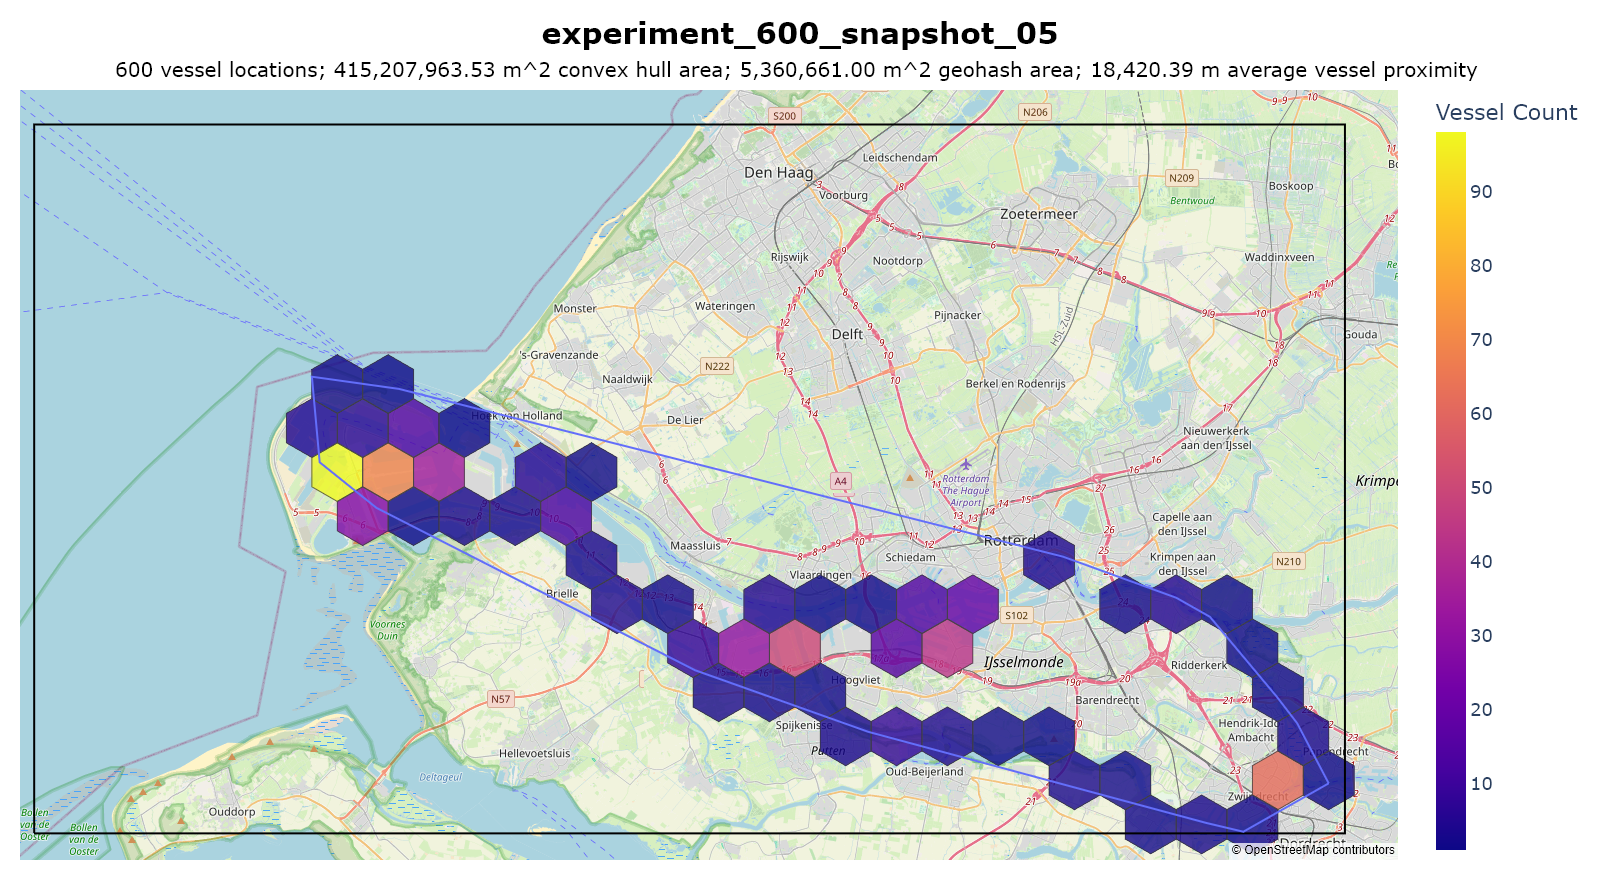 experiment_600_snapshot_05
600 vessel locations; 415,207,963.53 m^2 convex hull area; 5,360,661.00 m^2 geohash area; 18,420.39 m average vessel proximity
Vessel Count
90
80
70
60
50
40
30
20
10
S200
N206
Leidschendam
Den Haag
Voorburg
N209
Boskoop
Bentwoud
Zoetermeer
Rijswijk
Nootdorp
Waddinxveen
Monster
Wateringen
Pijnacker
HSL-Zuid
Delft
Gouda
's-Gravenzande
N222
Naaldwijk
Berkel en Rodenrijs
Hoek van Holland
De Lier
Nieuwerkerk
aan den IJssel
A4
Rotterdam
The Hague
Airport
Capelle aan
den IJssel
Rotterdam
Maassluis
Schiedam
Krimpen aan
den IJssel
N210
Vlaardingen
Brielle
S102
Voornes
Duin
IJsselmonde
Ridderkerk
Hoogvliet
N57
Barendrecht
Spijkenisse
Hendrik-Ido-
Ambacht
Putten
Papendrecht
Hellevoetsluis
Oud-Beijerland
Deltageul
Zwijndrecht
Ouddorp
Bollen
van de
Ooster
Bollen
van de
Ooster
Dordrecht
© OpenStreetMap contributors